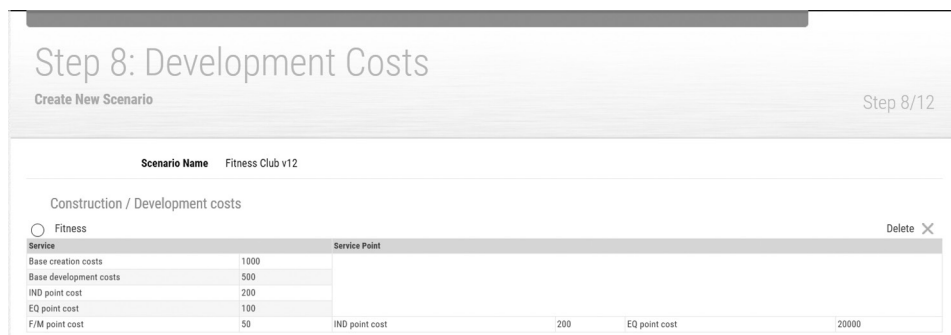 Step 8: Development Costs
Create New Scenario
Step 8/12
Scenario Name Fitness Club v12
Construction / Development costs
Fitness Delete
Service Service Point
Base creation costs 1000
Base development costs 500
IND point cost 200
EQ point cost 100
F/M point cost 50 IND point cost 200 EQ point cost 20000